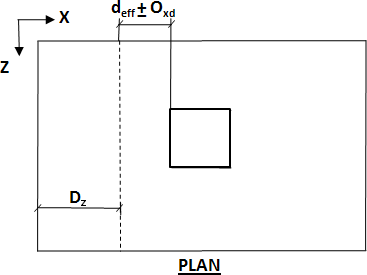 X
d_eff ± O_xd
Z
D_z
PLAN